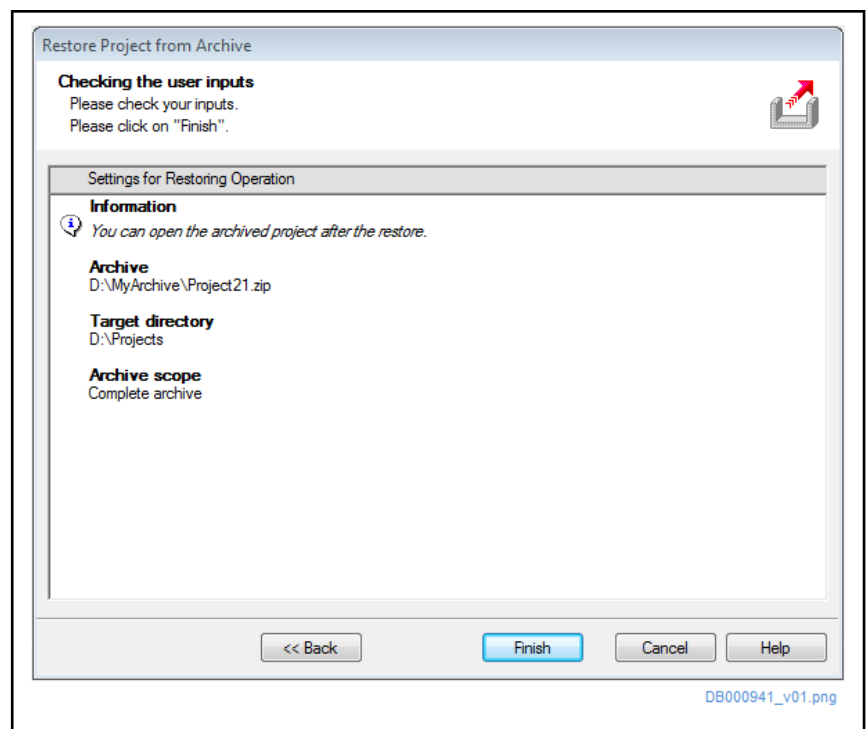 Restore Project from Archive
Checking the user inputs
Please check your inputs.
Please click on "Finish".
Settings for Restoring Operation
Information
You can open the archived project after the restore.
Archive
D:\MyArchive\Project21.zip
Target directory
D:\Projects
Archive scope
Complete archive
<< Back Finish Cancel Help
DB000941_v01.png